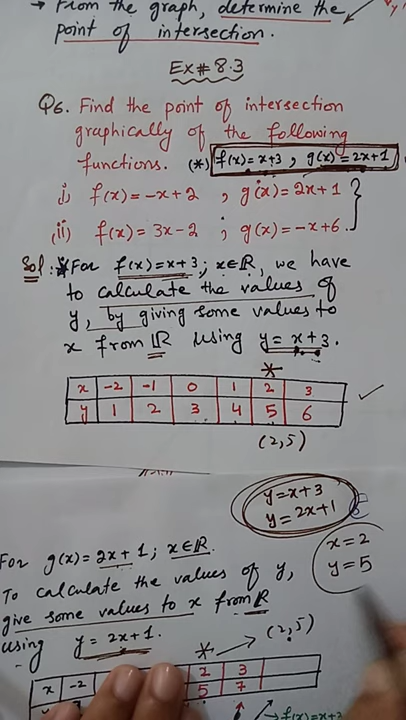 → From the graph, determine the
point of intersection.
Ex# 8.3
Q6. Find the point of intersection
graphically of the following
functions. (*) f(x)=x+3, g(x)=2x+1
i) f(x)=-x+2, g(x)=2x+1
ii) f(x)=3x-2; g(x)=-x+6.
Sol: *For f(x)=x+3; x∈ℝ, we have
to calculate the values of
y, by giving some values to
x from ℝ using y=x+3.
*
x -2 -1 0 1 2 3
y 1 2 3 4 5 6
(2,5)
y=x+3
y=2x+1
For g(x)=2x+1; x∈ℝ.
x=2
y=5
To calculate the values of y,
give some values to x from ℝ
using y=2x+1.
* → (2,5)
x -2 2 3
5 7
f(x)=x+3